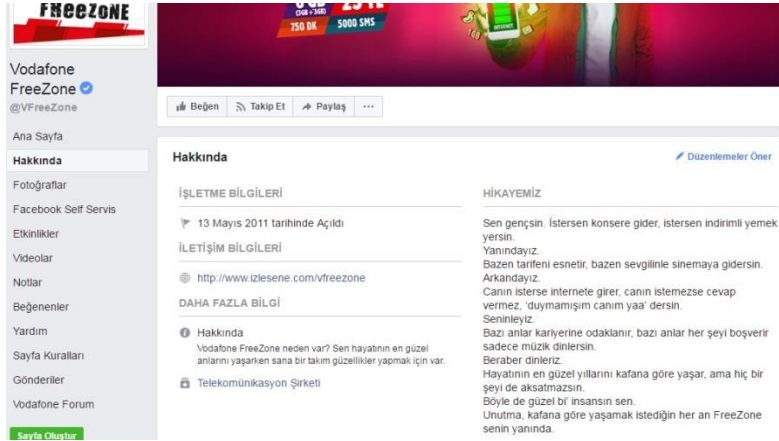 FREEZONE
6 GB
(3GB+3GB)
25 TL
750 DK
5000 SMS
INTERNET
Vodafone
FreeZone
@VFreeZone
Beğen
Takip Et
Paylaş
Ana Sayfa
Hakkında
Fotoğraflar
Facebook Self Servis
Etkinlikler
Videolar
Notlar
Beğenenler
Yardım
Sayfa Kuralları
Gönderiler
Vodafone Forum
Sayfa Oluştur
Hakkında
Düzenlemeler Öner
İŞLETME BİLGİLERİ
13 Mayıs 2011 tarihinde Açıldı
İLETİŞİM BİLGİLERİ
http://www.izlesene.com/vfreezone
DAHA FAZLA BİLGİ
Hakkında
Vodafone FreeZone neden var? Sen hayatının en güzel
anlarını yaşarken sana bir takım güzellikler yapmak için var.
Telekomünikasyon Şirketi
HİKAYEMİZ
Sen gençsin. İstersen konsere gider, istersen indirimli yemek
yersin.
Yanındayız.
Bazen tarifeni esnetir, bazen sevgilinle sinemaya gidersin.
Arkandayız.
Canın isterse internete girer, canın istemezse cevap
vermez, 'duymamışım canım yaa' dersin.
Seninleyiz.
Bazı anlar kariyerine odaklanır, bazı anlar her şeyi boşverir
sadece müzik dinlersin.
Beraber dinleriz.
Hayatının en güzel yıllarını kafana göre yaşar, ama hiç bir
şeyi de aksatmazsın.
Böyle de güzel bi' insansın sen.
Unutma, kafana göre yaşamak istediğin her an FreeZone
senin yanında.